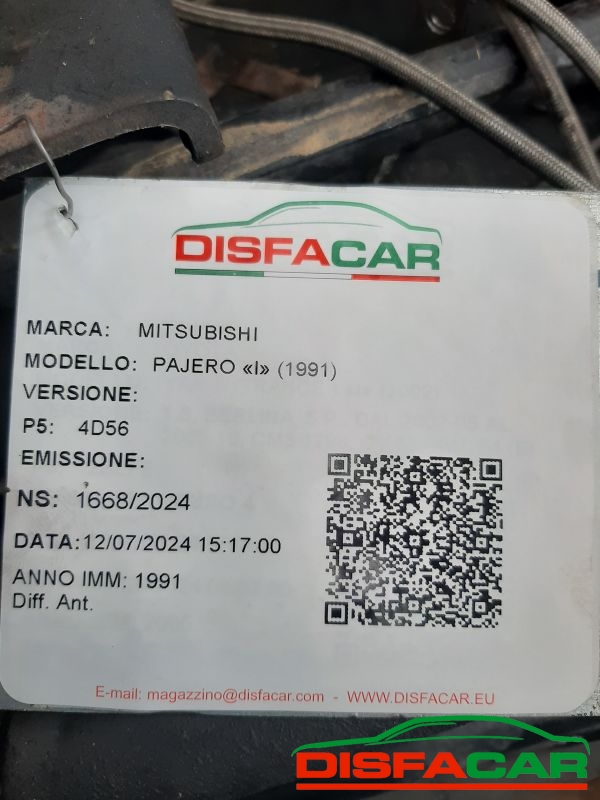 DISFACAR
MARCA: MITSUBISHI
MODELLO: PAJERO «I» (1991)
VERSIONE:
P5: 4D56
EMISSIONE:
NS: 1668/2024
DATA:12/07/2024 15:17:00
ANNO IMM: 1991
Diff. Ant.
E-mail: magazzino@disfacar.com - WWW.DISFACAR.EU
DISFACAR